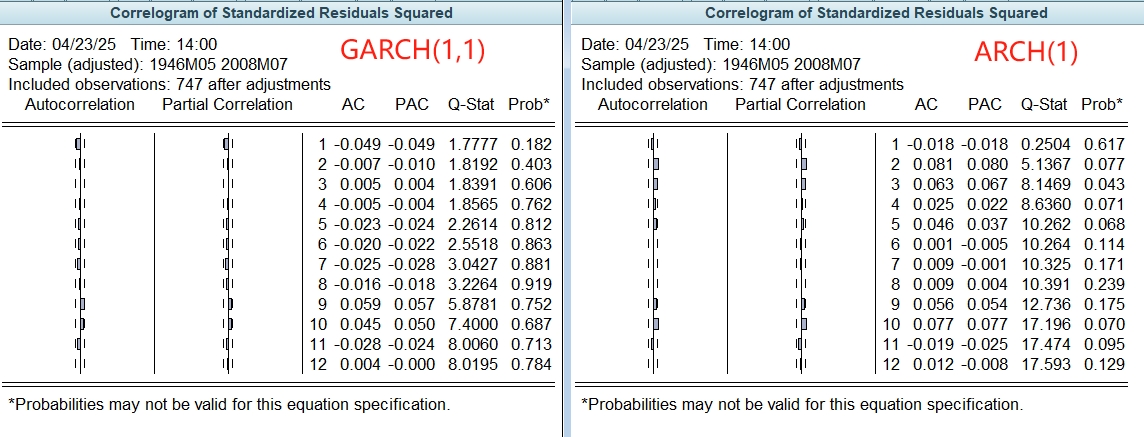 Correlogram of Standardized Residuals Squared
Date: 04/23/25 Time: 14:00
GARCH(1,1)
Sample (adjusted): 1946M05 2008M07
Included observations: 747 after adjustments
Autocorrelation Partial Correlation AC PAC Q-Stat Prob*
1 -0.049 -0.049 1.7777 0.182
2 -0.007 -0.010 1.8192 0.403
3 0.005 0.004 1.8391 0.606
4 -0.005 -0.004 1.8565 0.762
5 -0.023 -0.024 2.2614 0.812
6 -0.020 -0.022 2.5518 0.863
7 -0.025 -0.028 3.0427 0.881
8 -0.016 -0.018 3.2264 0.919
9 0.059 0.057 5.8781 0.752
10 0.045 0.050 7.4000 0.687
11 -0.028 -0.024 8.0060 0.713
12 0.004 -0.000 8.0195 0.784
*Probabilities may not be valid for this equation specification.
Correlogram of Standardized Residuals Squared
Date: 04/23/25 Time: 14:00
ARCH(1)
Sample (adjusted): 1946M05 2008M07
Included observations: 747 after adjustments
Autocorrelation Partial Correlation AC PAC Q-Stat Prob*
1 -0.018 -0.018 0.2504 0.617
2 0.081 0.080 5.1367 0.077
3 0.063 0.067 8.1469 0.043
4 0.025 0.022 8.6360 0.071
5 0.046 0.037 10.262 0.068
6 0.001 -0.005 10.264 0.114
7 0.009 -0.001 10.325 0.171
8 0.009 0.004 10.391 0.239
9 0.056 0.054 12.736 0.175
10 0.077 0.077 17.196 0.070
11 -0.019 -0.025 17.474 0.095
12 0.012 -0.008 17.593 0.129
*Probabilities may not be valid for this equation specification.